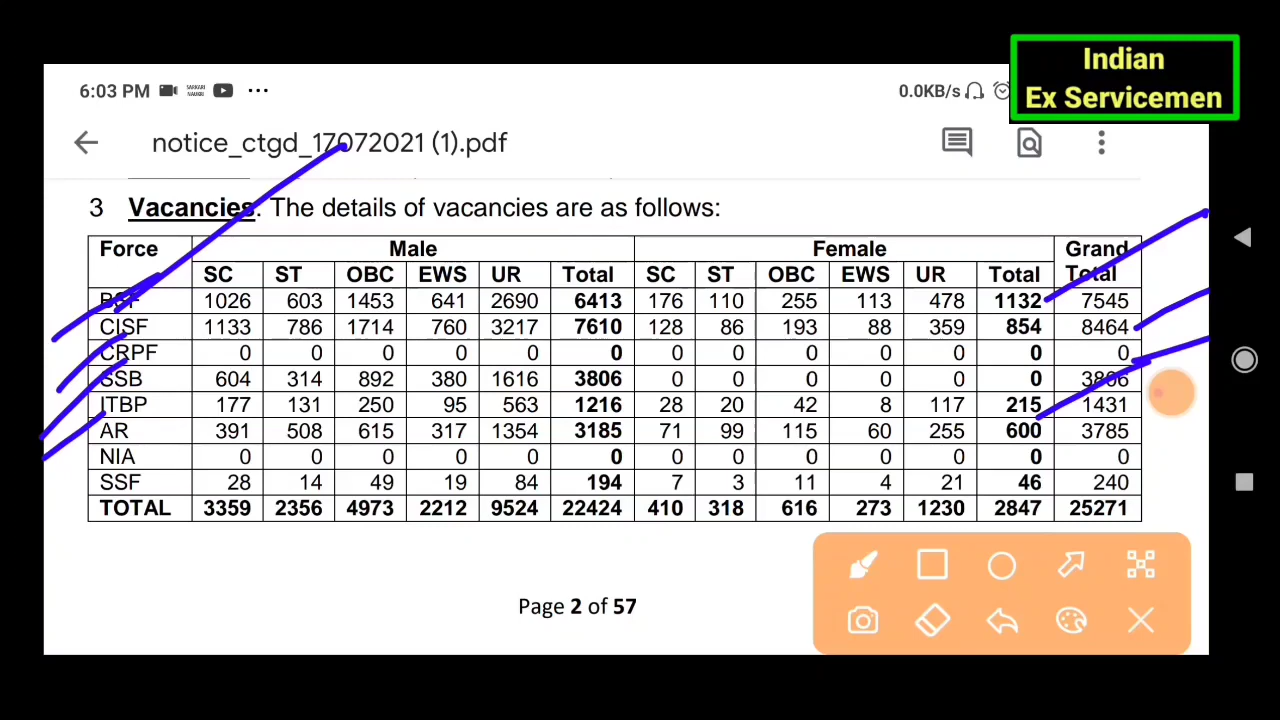 Indian
Ex Servicemen
6:03 PM SARKARI NAUKRI ... 0.0KB/s
notice_ctgd_17072021 (1).pdf
3 Vacancies. The details of vacancies are as follows:
Force Male Female Grand Total
SC ST OBC EWS UR Total SC ST OBC EWS UR Total
BSF 1026 603 1453 641 2690 6413 176 110 255 113 478 1132 7545
CISF 1133 786 1714 760 3217 7610 128 86 193 88 359 854 8464
CRPF 0 0 0 0 0 0 0 0 0 0 0 0 0
SSB 604 314 892 380 1616 3806 0 0 0 0 0 0 3806
ITBP 177 131 250 95 563 1216 28 20 42 8 117 215 1431
AR 391 508 615 317 1354 3185 71 99 115 60 255 600 3785
NIA 0 0 0 0 0 0 0 0 0 0 0 0 0
SSF 28 14 49 19 84 194 7 3 11 4 21 46 240
TOTAL 3359 2356 4973 2212 9524 22424 410 318 616 273 1230 2847 25271
Page 2 of 57